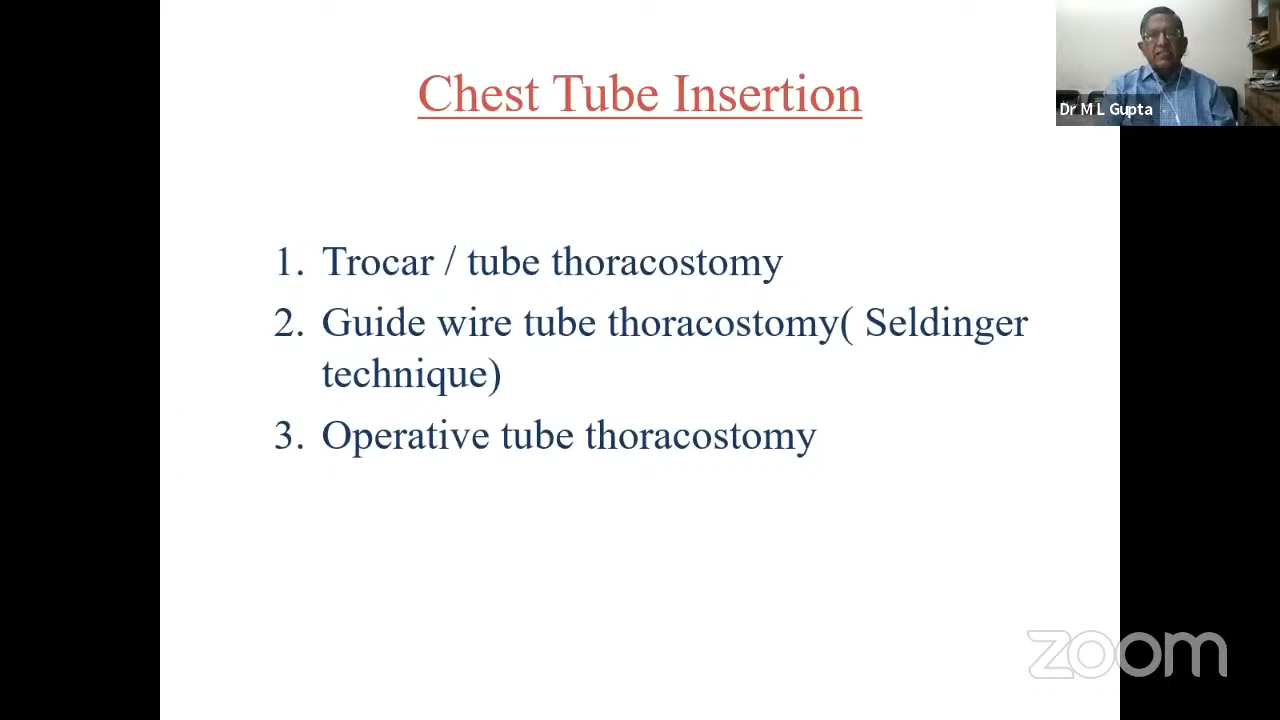 Chest Tube Insertion
Dr M L Gupta
1. Trocar / tube thoracostomy
2. Guide wire tube thoracostomy( Seldinger
technique)
3. Operative tube thoracostomy
zoom